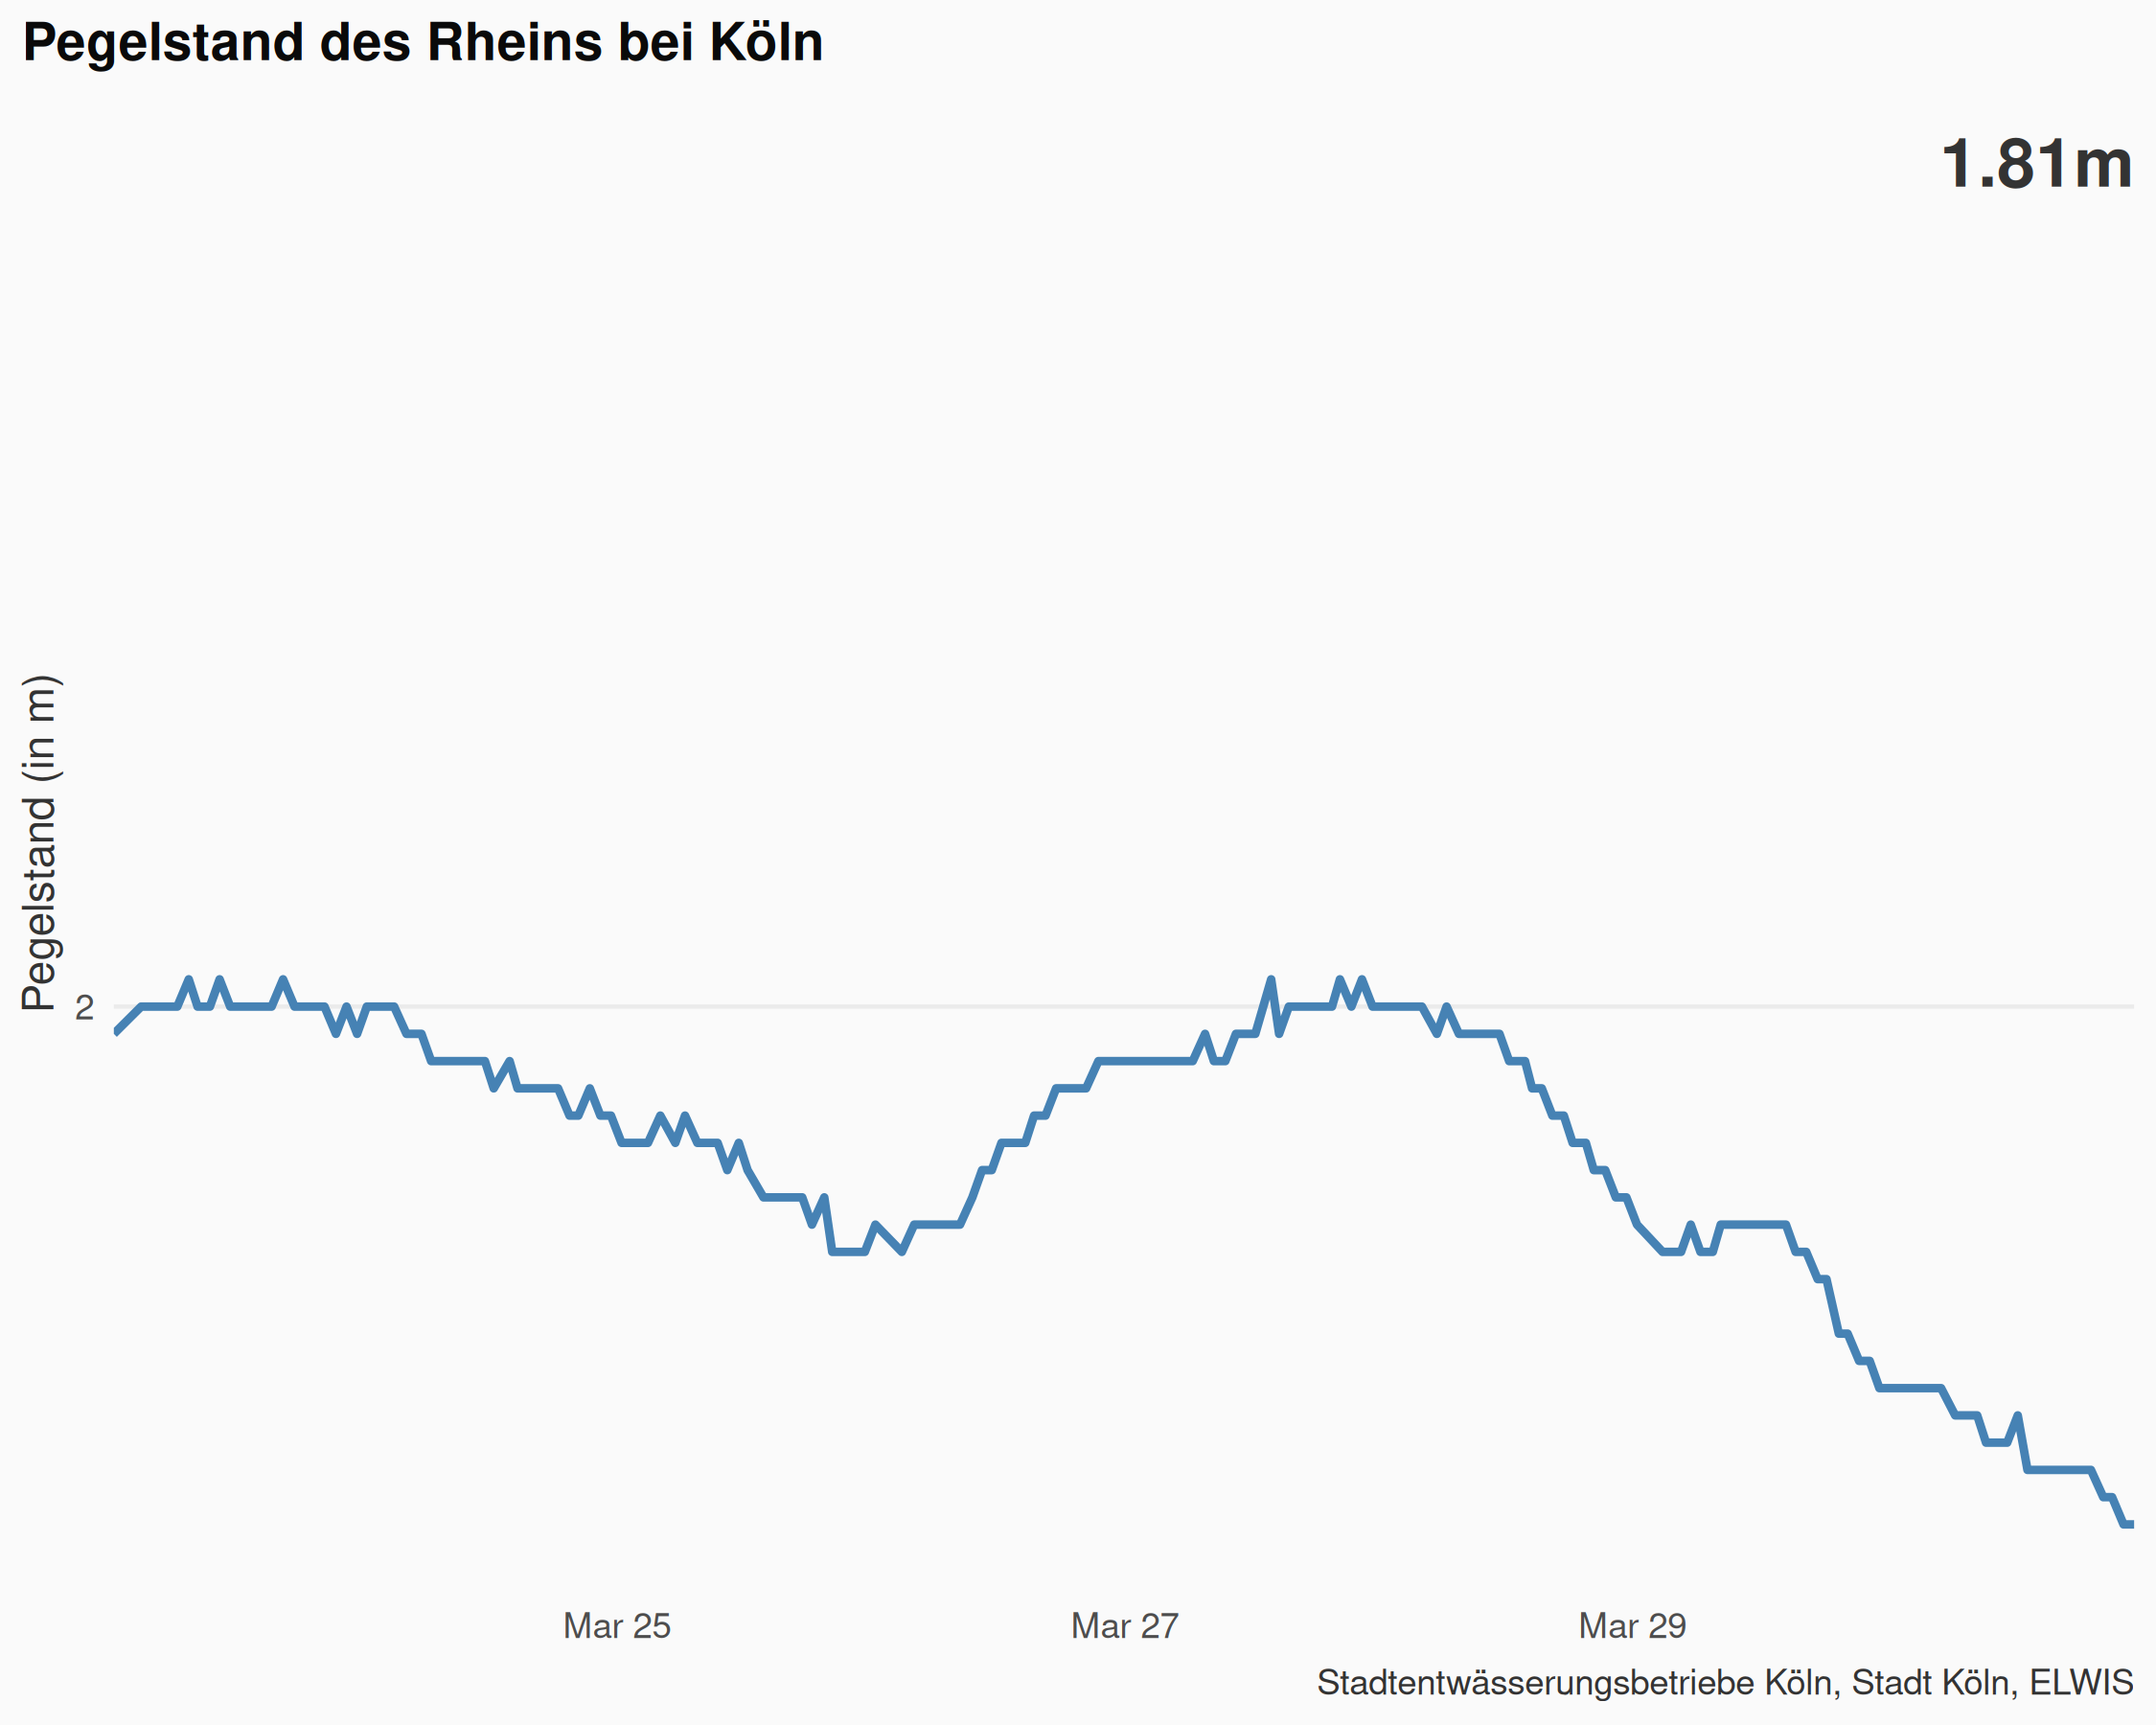 Pegelstand des Rheins bei Köln
1.81m
Pegelstand (in m)
2
Mar 25
Mar 27
Mar 29
Stadtentwässerungsbetriebe Köln, Stadt Köln, ELWIS